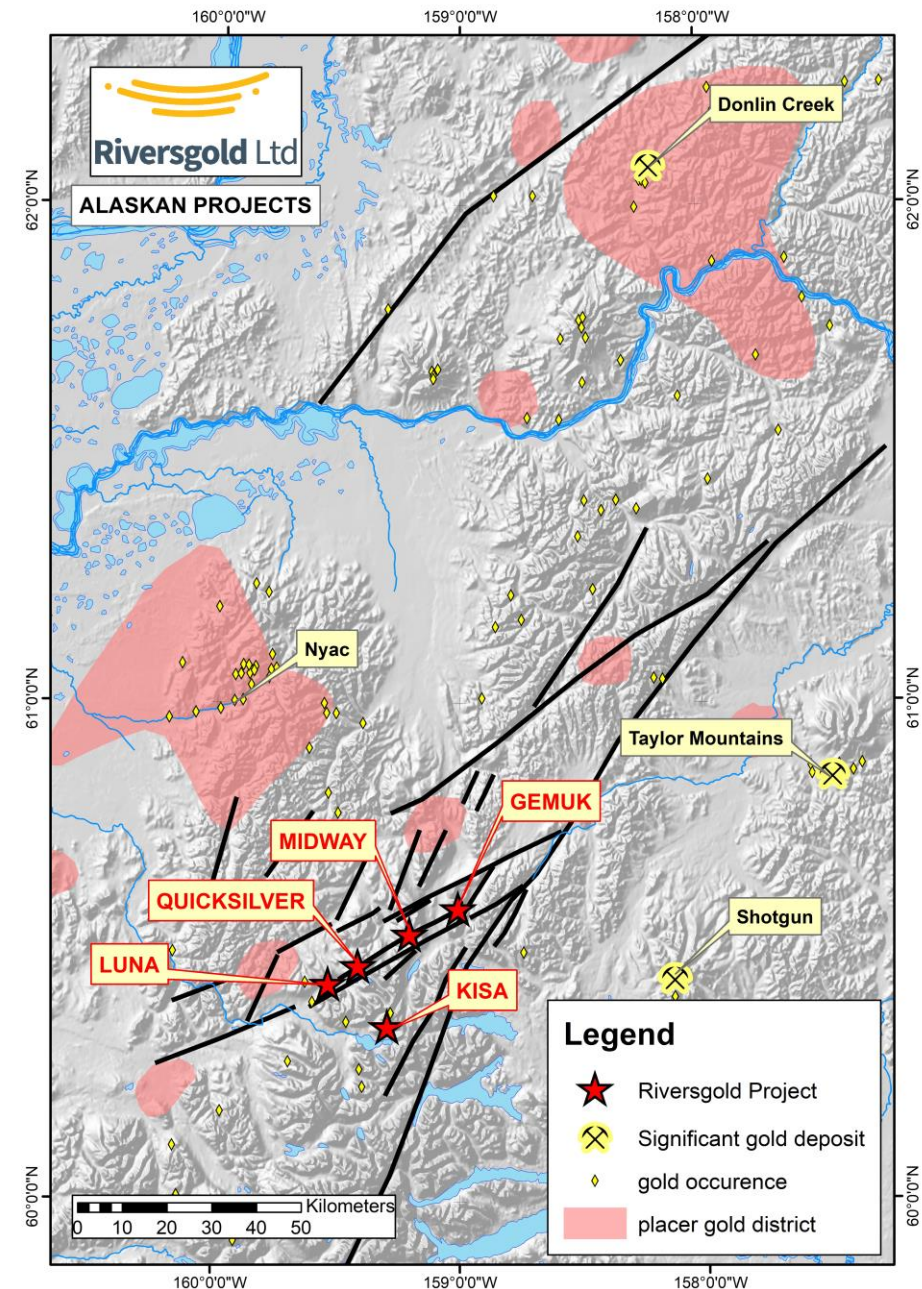 160°0'0"W
159°0'0"W
158°0'0"W
Riversgold Ltd
ALASKAN PROJECTS
Donlin Creek
62°0'0"N
62°0'0"N
Nyac
61°0'0"N
61°0'0"N
Taylor Mountains
GEMUK
MIDWAY
QUICKSILVER
Shotgun
LUNA
KISA
Legend
Riversgold Project
Significant gold deposit
gold occurence
placer gold district
60°0'0"N
60°0'0"N
Kilometers
0 10 20 30 40 50
160°0'0"W
159°0'0"W
158°0'0"W